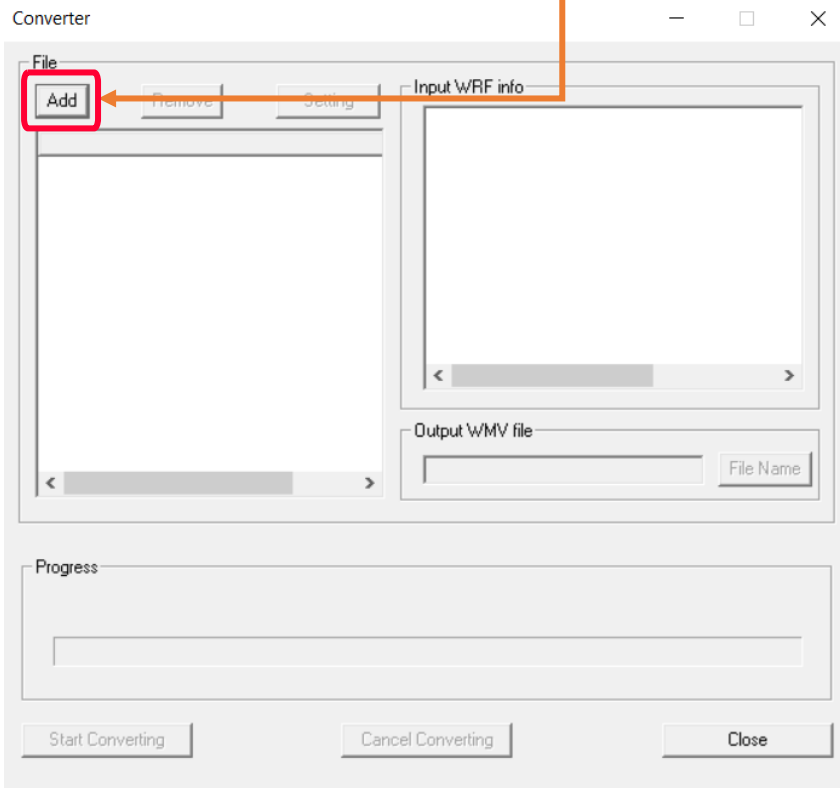 Converter
File
Add
Remove
Setting
Input WRF info
Output WMV file
File Name
Progress
Start Converting
Cancel Converting
Close